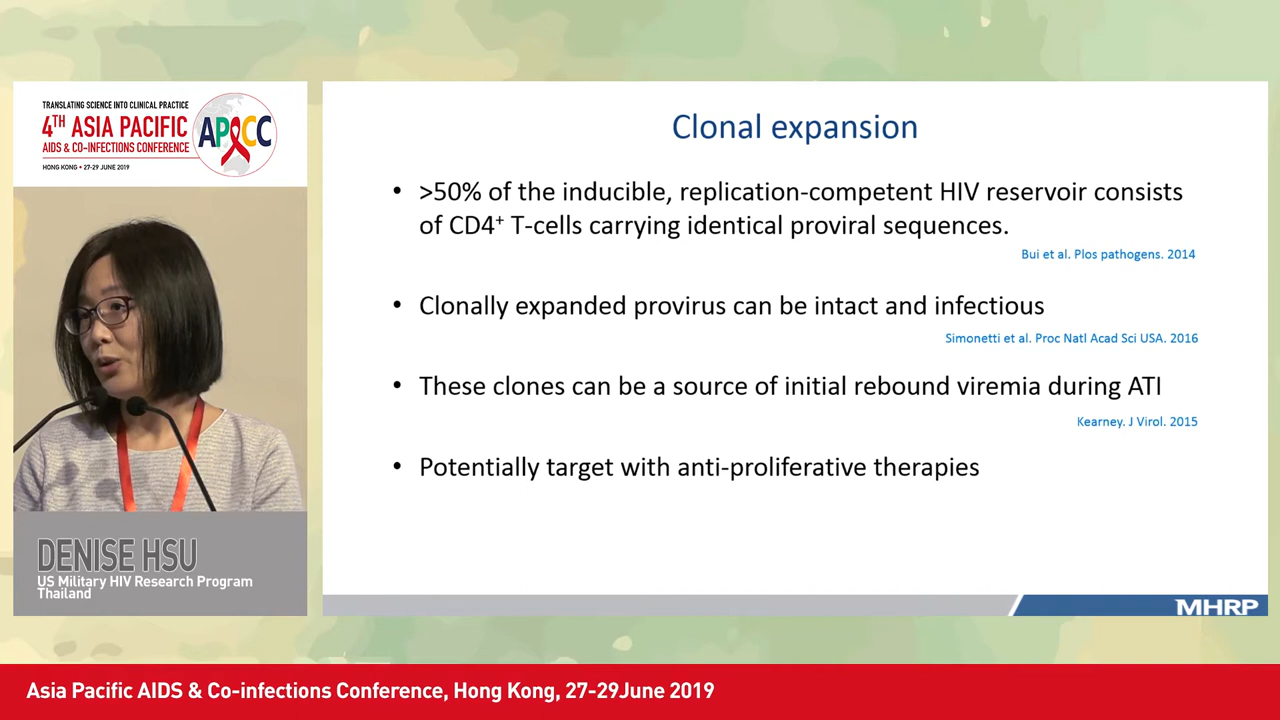 TRANSLATING SCIENCE INTO CLINICAL PRACTICE
4TH ASIA PACIFIC
AIDS & CO-INFECTIONS CONFERENCE
HONG KONG • 27-29 JUNE 2019
APACC
DENISE HSU
US Military HIV Research Program
Thailand
Clonal expansion
• >50% of the inducible, replication-competent HIV reservoir consists
of CD4+ T-cells carrying identical proviral sequences.
Bui et al. Plos pathogens. 2014
• Clonally expanded provirus can be intact and infectious
Simonetti et al. Proc Natl Acad Sci USA. 2016
• These clones can be a source of initial rebound viremia during ATI
Kearney. J Virol. 2015
• Potentially target with anti-proliferative therapies
MHRP
Asia Pacific AIDS & Co-infections Conference, Hong Kong, 27-29June 2019